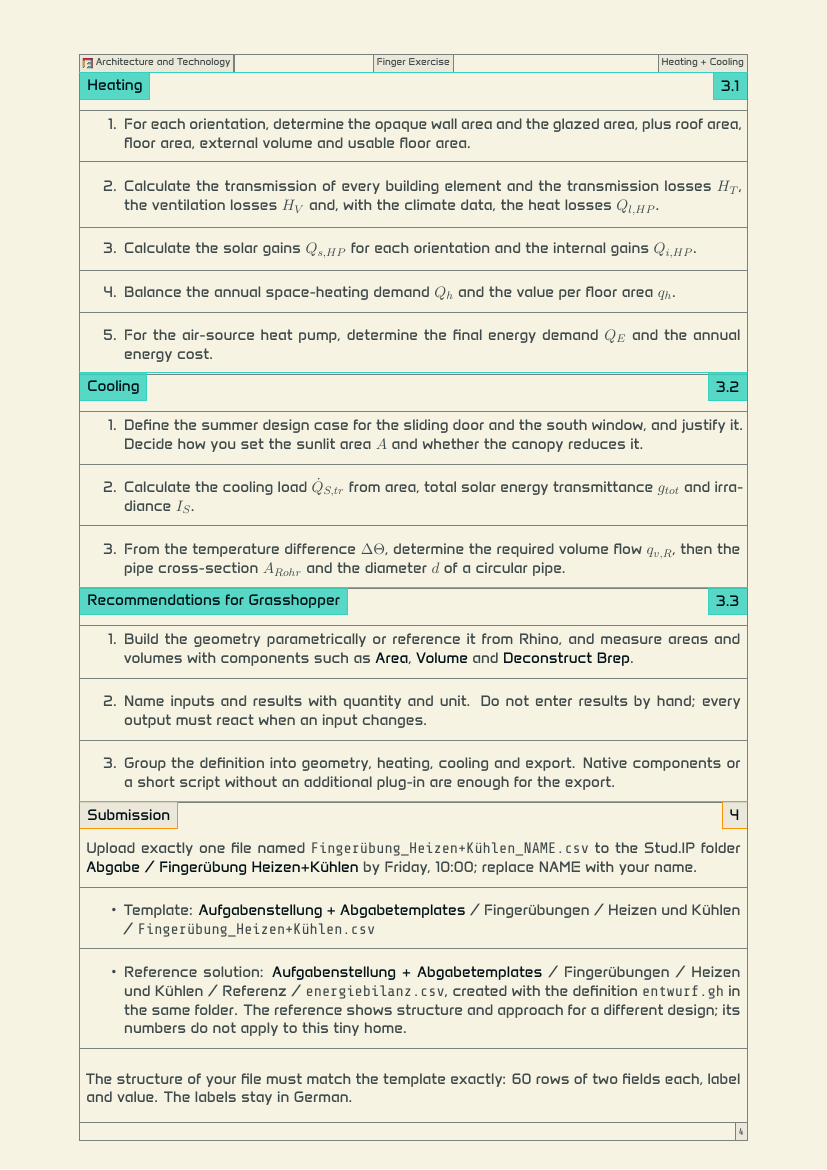 Architecture and Technology
Finger Exercise
Heating + Cooling
Heating
3.1
1. For each orientation, determine the opaque wall area and the glazed area, plus roof area,
floor area, external volume and usable floor area.
2. Calculate the transmission of every building element and the transmission losses H_T,
the ventilation losses H_V and, with the climate data, the heat losses Q_{l,HP}.
3. Calculate the solar gains Q_{s,HP} for each orientation and the internal gains Q_{i,HP}.
4. Balance the annual space-heating demand Q_h and the value per floor area q_h.
5. For the air-source heat pump, determine the final energy demand Q_E and the annual
energy cost.
Cooling
3.2
1. Define the summer design case for the sliding door and the south window, and justify it.
Decide how you set the sunlit area A and whether the canopy reduces it.
2. Calculate the cooling load Q̇_{S,tr} from area, total solar energy transmittance g_{tot} and irra-
diance I_S.
3. From the temperature difference ΔΘ, determine the required volume flow q_{v,R}, then the
pipe cross-section A_{Rohr} and the diameter d of a circular pipe.
Recommendations for Grasshopper
3.3
1. Build the geometry parametrically or reference it from Rhino, and measure areas and
volumes with components such as Area, Volume and Deconstruct Brep.
2. Name inputs and results with quantity and unit. Do not enter results by hand; every
output must react when an input changes.
3. Group the definition into geometry, heating, cooling and export. Native components or
a short script without an additional plug-in are enough for the export.
Submission
4
Upload exactly one file named Fingerübung_Heizen+Kühlen_NAME.csv to the Stud.IP folder
Abgabe / Fingerübung Heizen+Kühlen by Friday, 10:00; replace NAME with your name.
• Template: Aufgabenstellung + Abgabetemplates / Fingerübungen / Heizen und Kühlen
/ Fingerübung_Heizen+Kühlen.csv
• Reference solution: Aufgabenstellung + Abgabetemplates / Fingerübungen / Heizen
und Kühlen / Referenz / energiebilanz.csv, created with the definition entwurf.gh in
the same folder. The reference shows structure and approach for a different design; its
numbers do not apply to this tiny home.
The structure of your file must match the template exactly: 60 rows of two fields each, label
and value. The labels stay in German.
4